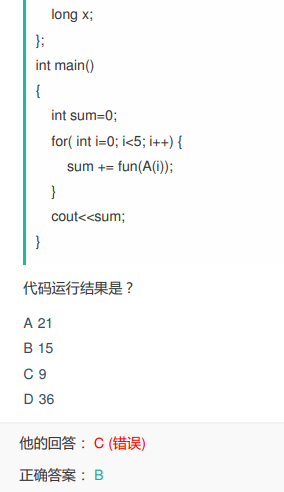 long x;
};
int main()
{
int sum=0;
for( int i=0; i<5; i++) {
sum += fun(A(i));
}
cout<<sum;
}
代码运行结果是？
A 21
B 15
C 9
D 36
他的回答： C (错误)
正确答案： B